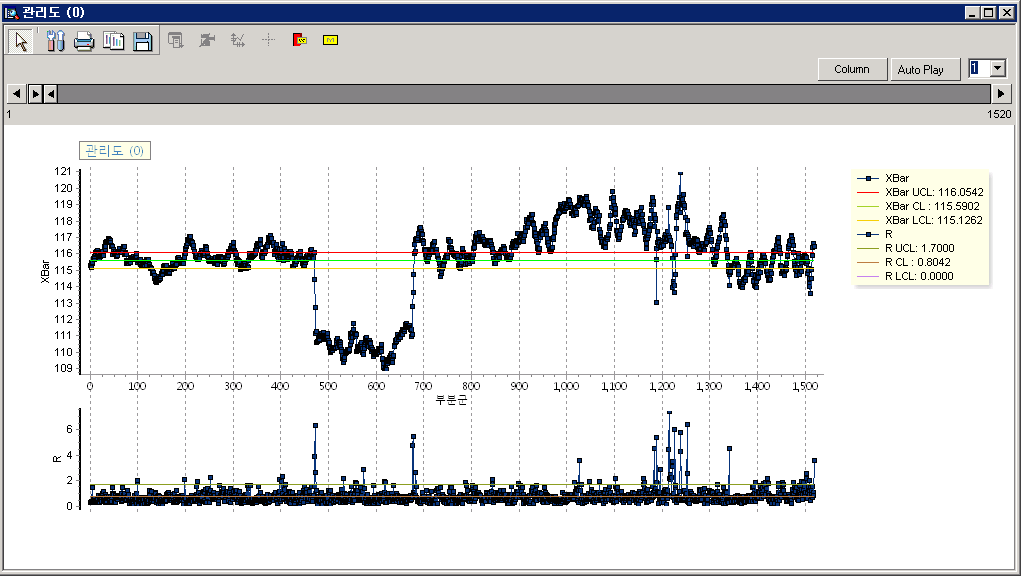 관리도 (0)
Column
Auto Play
1
1
1520
관리도 (0)
121
120
119
118
117
116
115
114
113
112
111
110
109
XBar
0
100
200
300
400
500
600
700
800
900
1,000
1,100
1,200
1,300
1,400
1,500
부분군
6
4
2
0
R
XBar
XBar UCL: 116.0542
XBar CL : 115.5902
XBar LCL: 115.1262
R
R UCL: 1.7000
R CL : 0.8042
R LCL: 0.0000